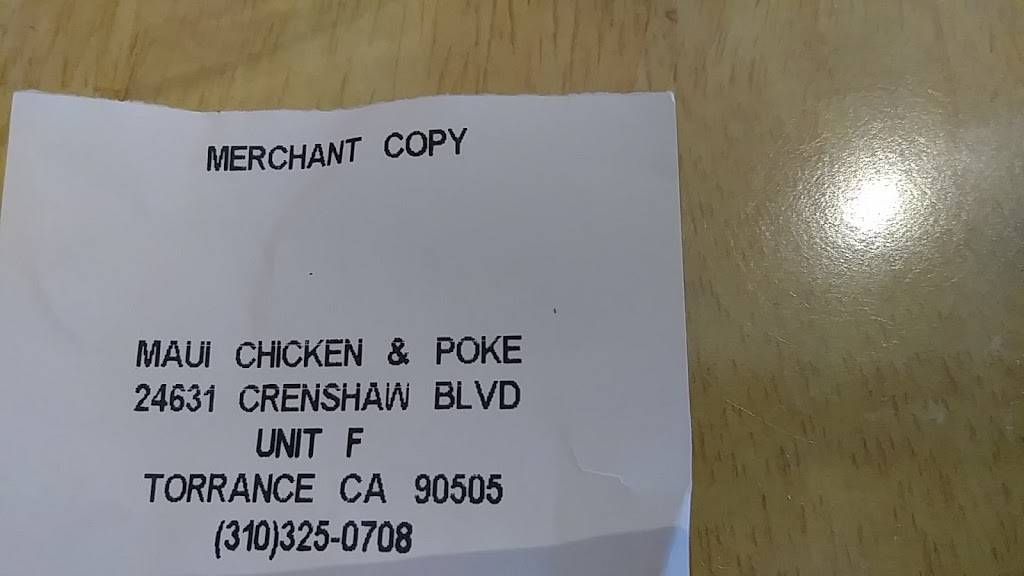 MERCHANT COPY
MAUI CHICKEN & POKE
24631 CRENSHAW BLVD
UNIT F
TORRANCE CA 90505
(310)325-0708